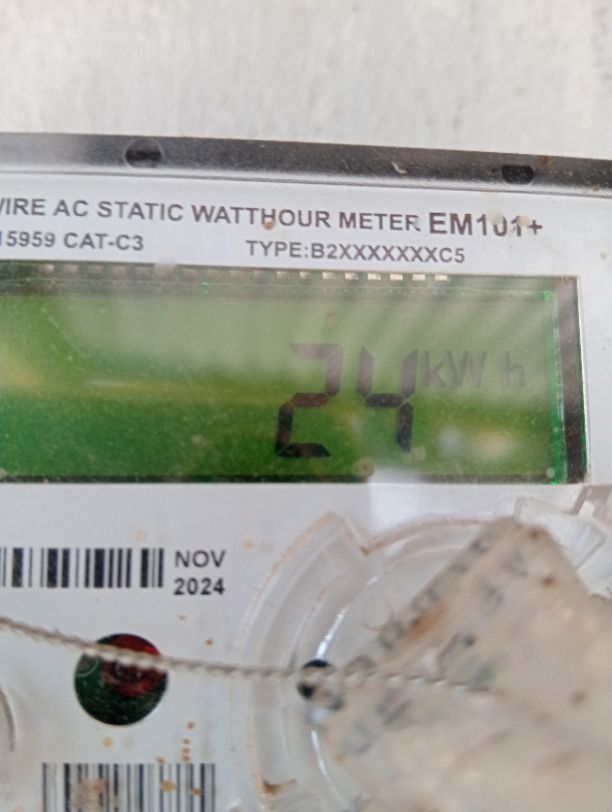 WIRE AC STATIC WATTHOUR METER EM101+
15959 CAT-C3 TYPE:B2XXXXXXXC5
24 kWh
NOV
2024